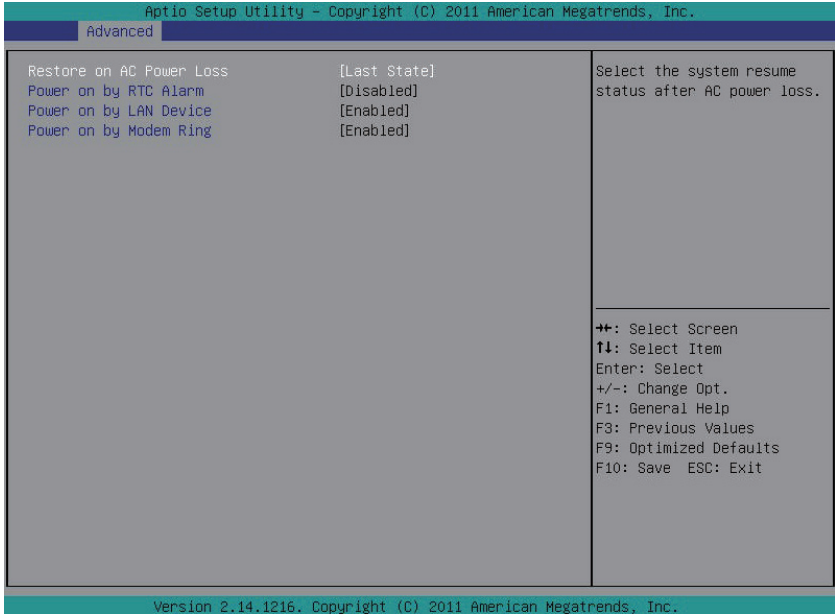 Aptio Setup Utility - Copyright (C) 2011 American Megatrends, Inc.
Advanced
Restore on AC Power Loss [Last State]
Power on by RTC Alarm [Disabled]
Power on by LAN Device [Enabled]
Power on by Modem Ring [Enabled]
Select the system resume
status after AC power loss.
→←: Select Screen
↑↓: Select Item
Enter: Select
+/-: Change Opt.
F1: General Help
F3: Previous Values
F9: Optimized Defaults
F10: Save ESC: Exit
Version 2.14.1216. Copyright (C) 2011 American Megatrends, Inc.